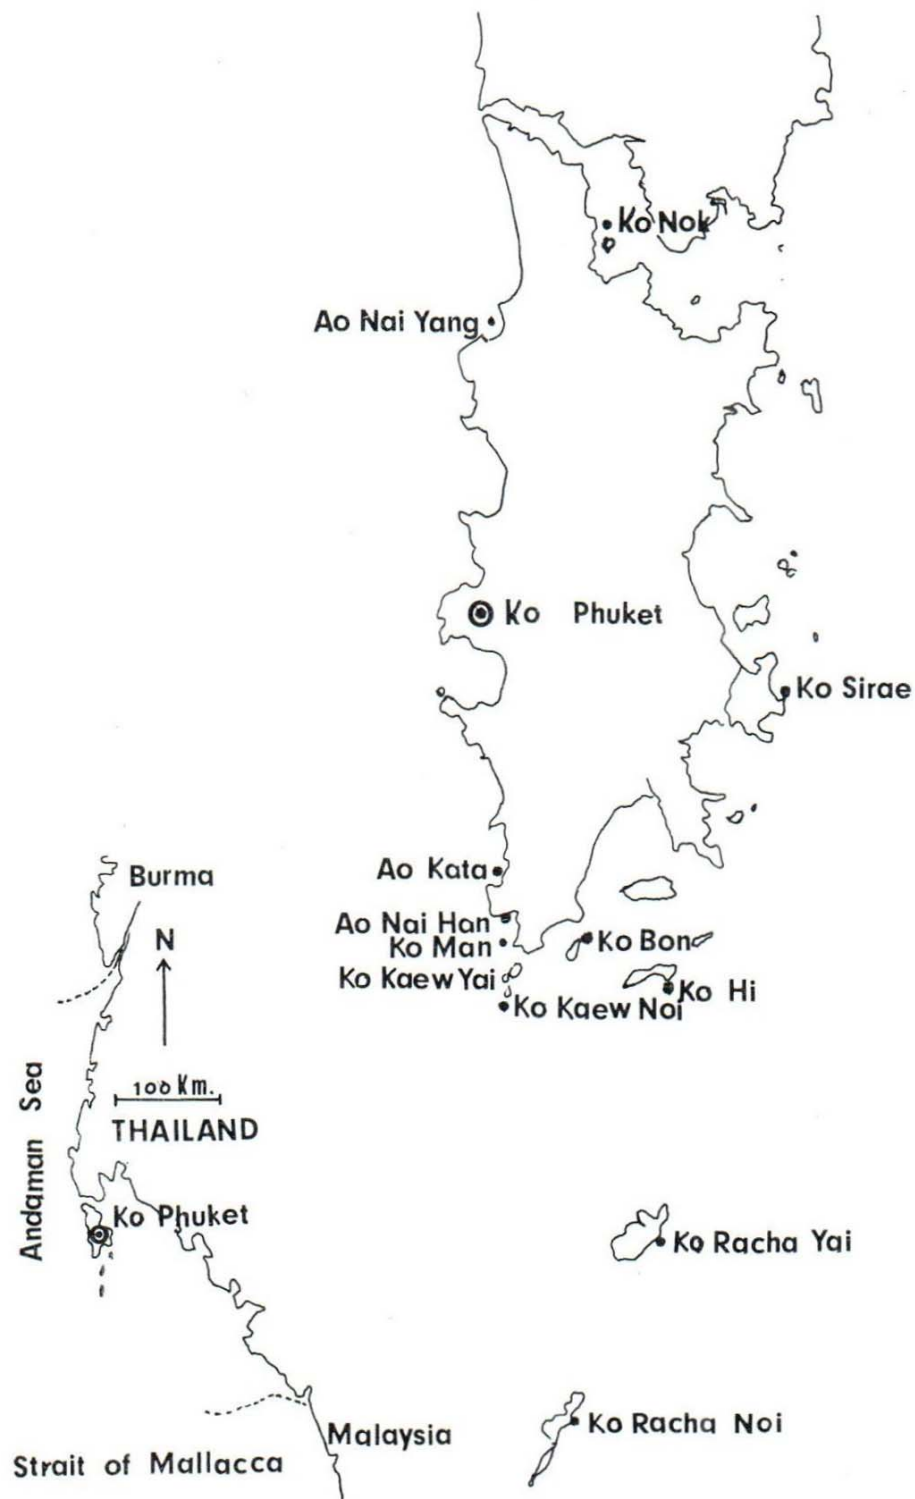 Ko Nok
Ao Nai Yang
Ko Phuket
Ko Sirae
Ao Kata
Burma
Ao Nai Han
N
Ko Bon
Ko Man
Ko Kaew Yai
Ko Hi
Ko Kaew Noi
100 Km.
THAILAND
Andaman Sea
Ko Phuket
Ko Racha Yai
Ko Racha Noi
Malaysia
Strait of Mallacca